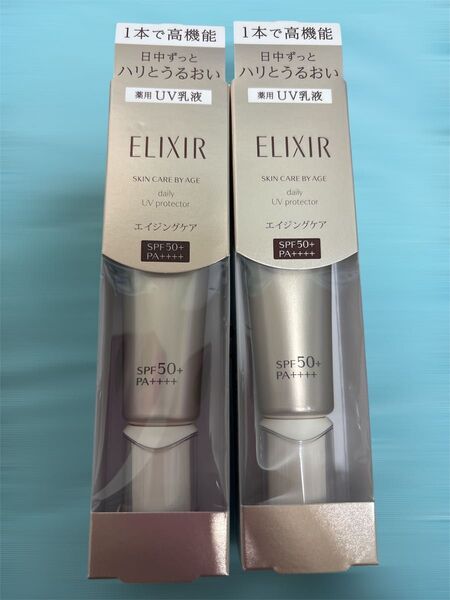 1本で高機能
日中ずっと
ハリとうるおい
薬用 UV乳液
ELIXIR
SKIN CARE BY AGE
daily
UV protector
エイジングケア
SPF50+
PA++++
SPF50+
PA++++
1本で高機能
日中ずっと
ハリとうるおい
薬用 UV乳液
ELIXIR
SKIN CARE BY AGE
daily
UV protector
エイジングケア
SPF50+
PA++++
SPF50+
PA++++